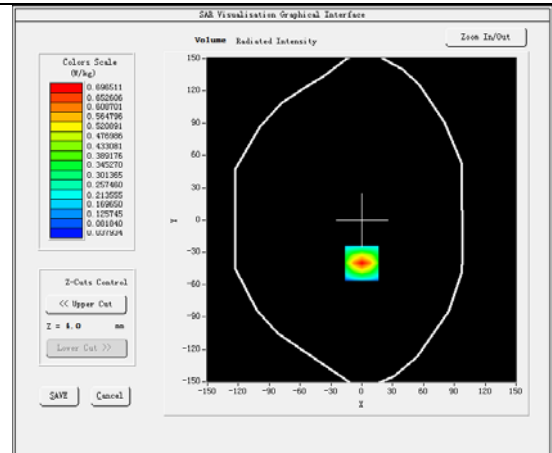 SAR Visualisation Graphical Interface
Volume Radiated Intensity
Zoom In/Out
Colors Scale
(W/kg)
0.696511
0.652606
0.608701
0.564796
0.520891
0.476986
0.433081
0.389176
0.345270
0.301365
0.257460
0.213555
0.169650
0.125745
0.081840
0.037934
Z-Cuts Control
<< Upper Cut
Z = 4.0 mm
Lower Cut >>
SAVE Cancel
150
120
90
60
30
0
-30
-60
-90
-120
-150
Y
-150 -120 -90 -60 -30 0 30 60 90 120 150
X